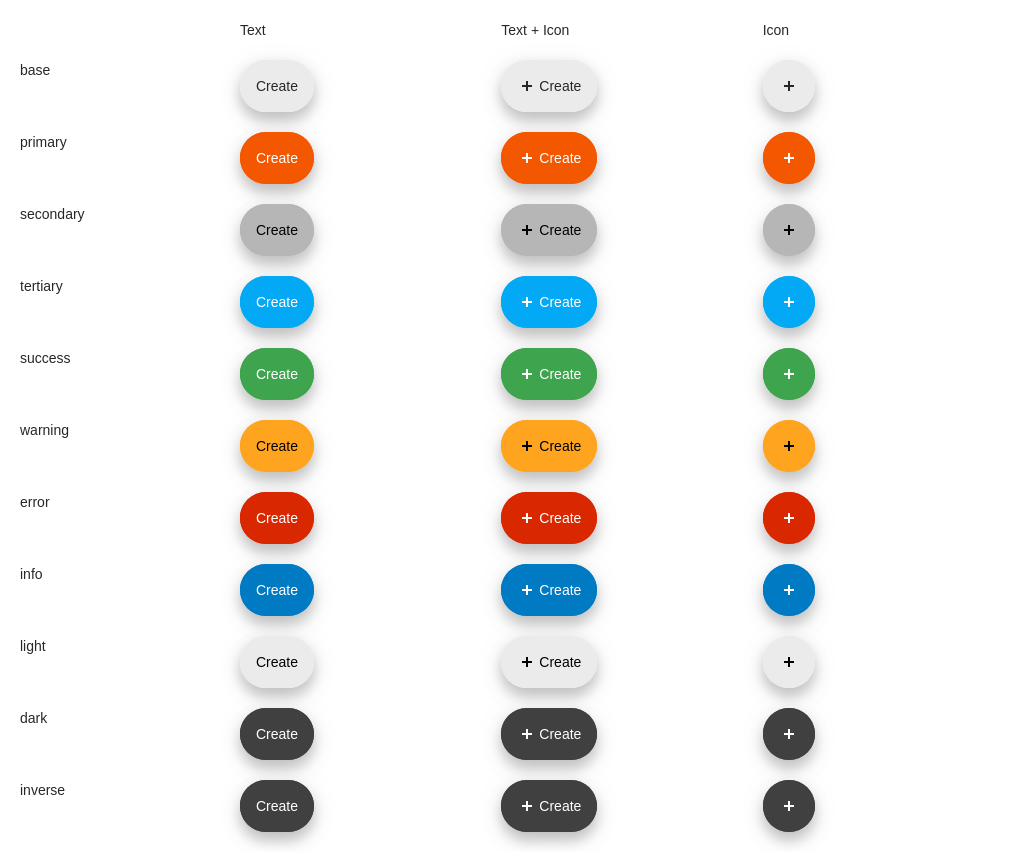 Text Text + Icon Icon
base Create Create
primary Create Create
secondary Create Create
tertiary Create Create
success Create Create
warning Create Create
error Create Create
info Create Create
light Create Create
dark Create Create
inverse Create Create